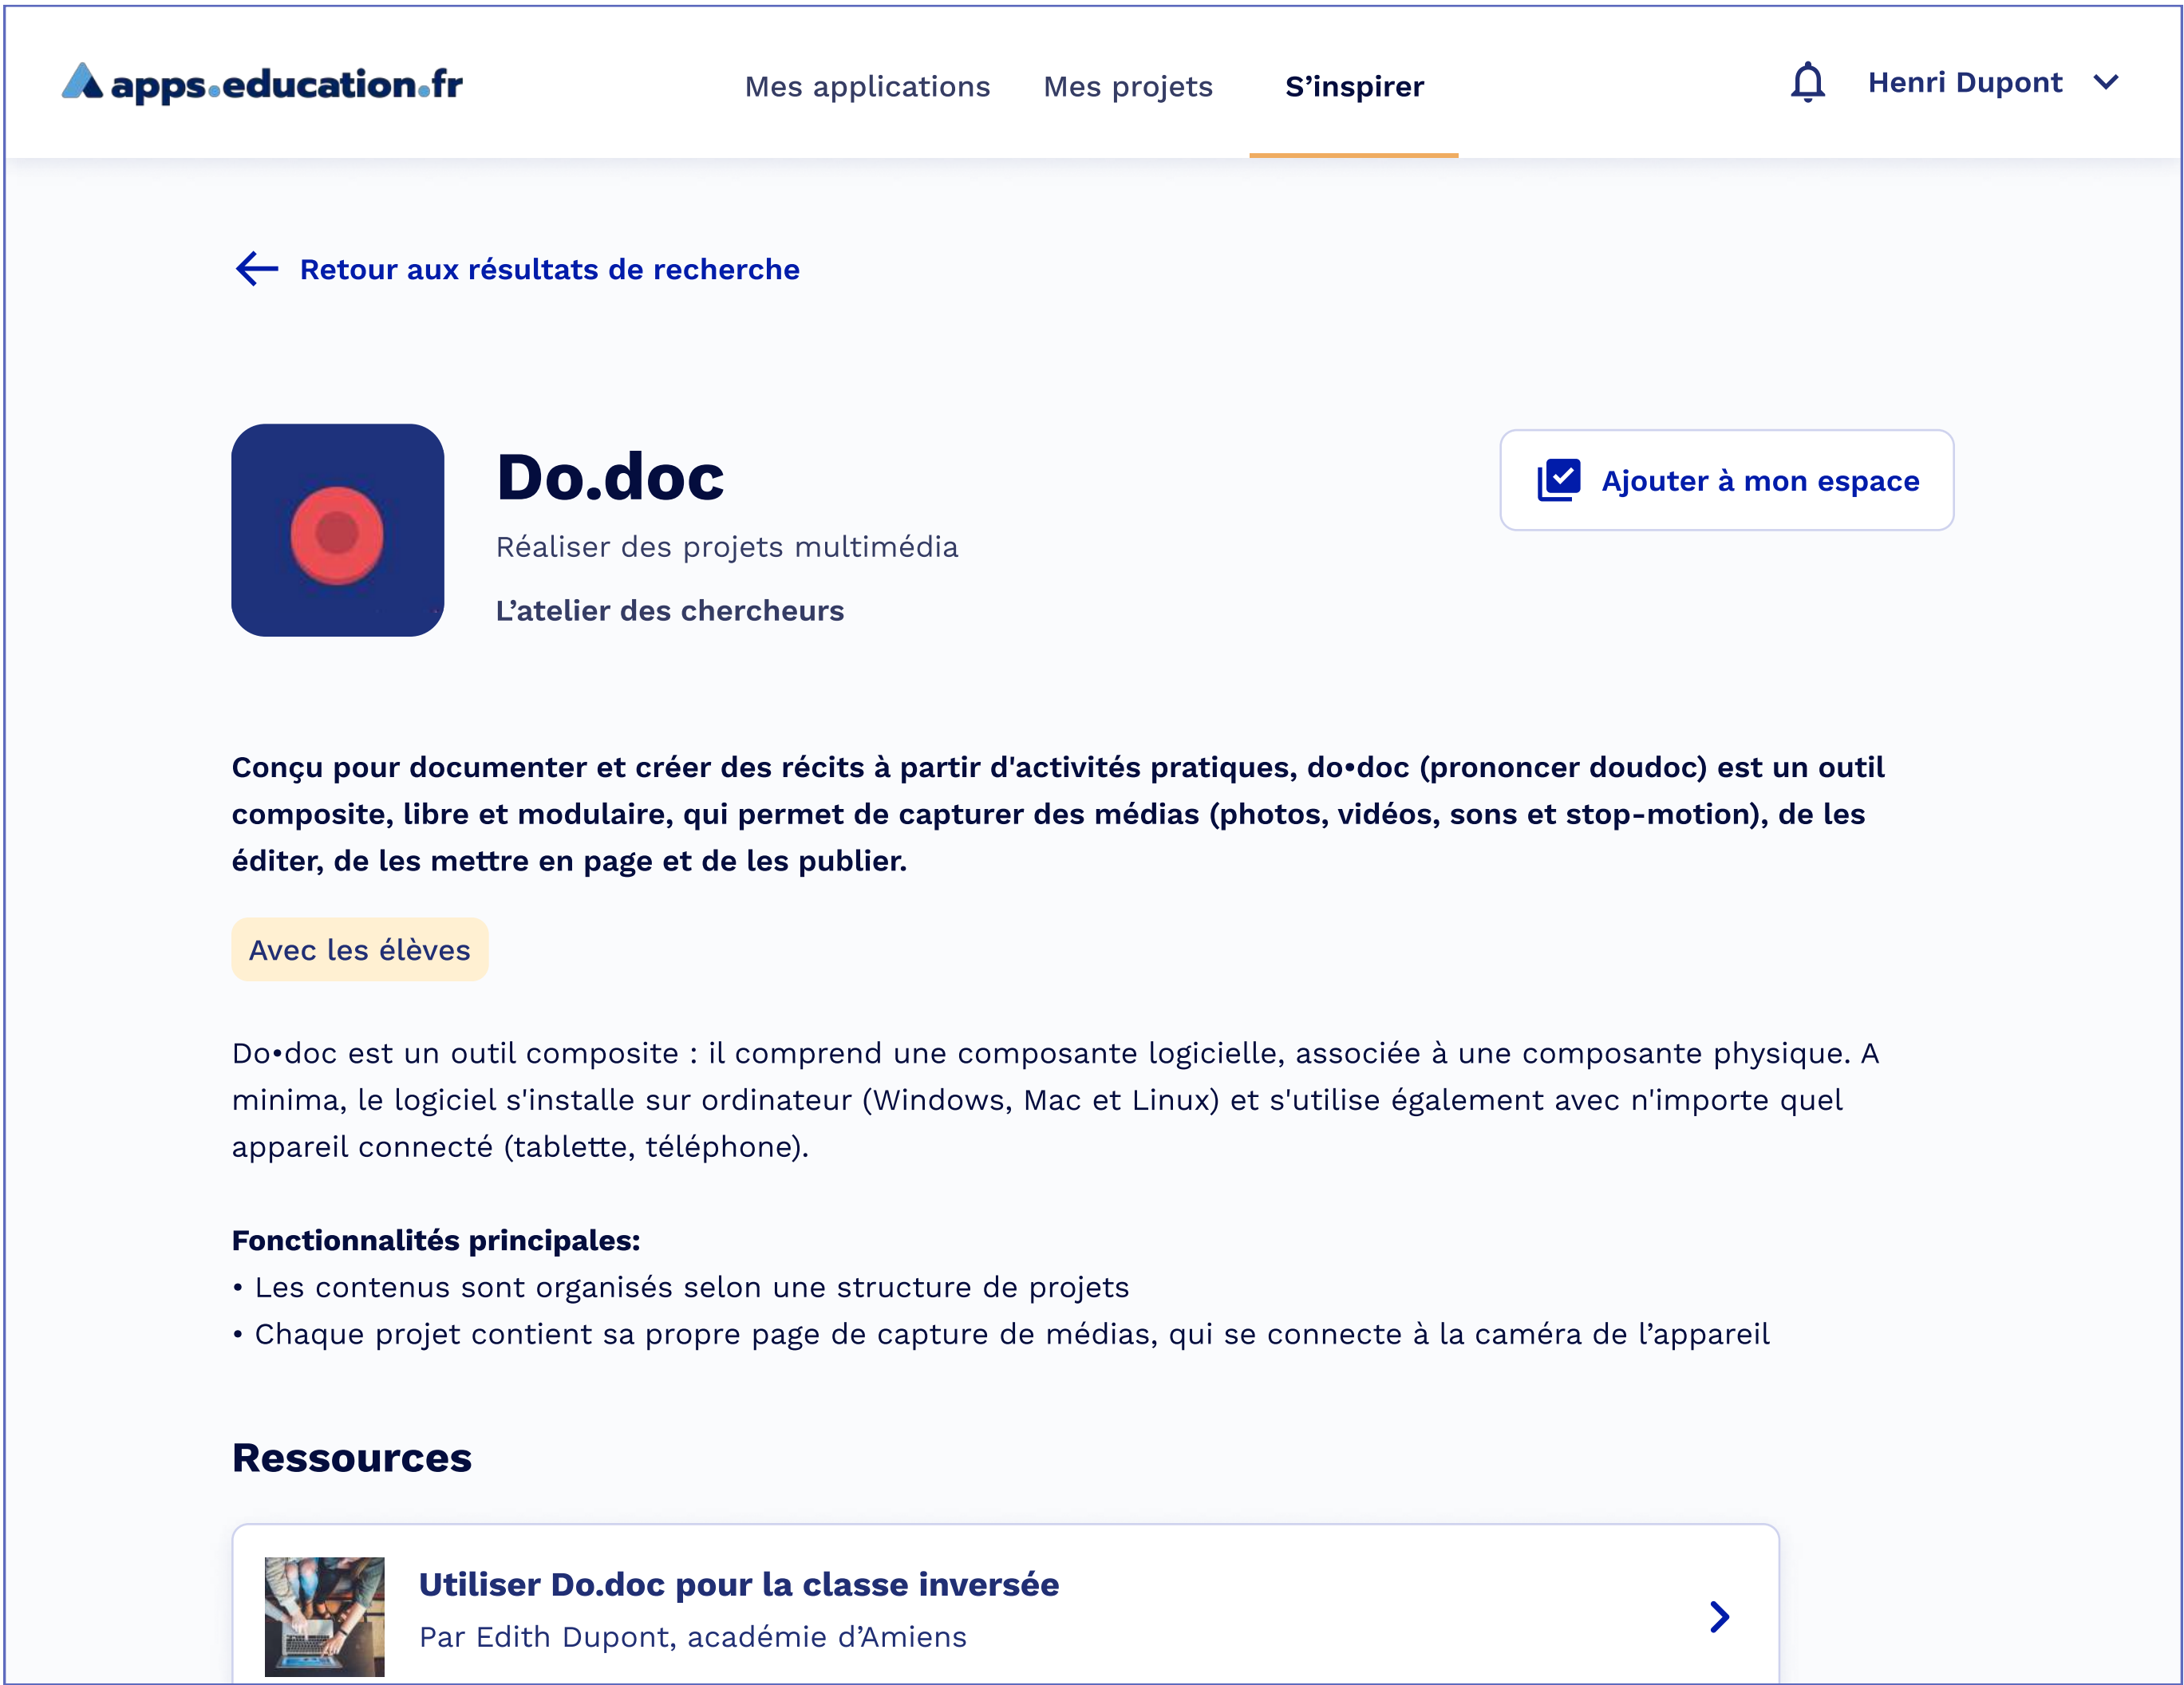 apps.education.fr
Mes applications
Mes projets
S’inspirer
Henri Dupont
Retour aux résultats de recherche
Do.doc
Réaliser des projets multimédia
L’atelier des chercheurs
Ajouter à mon espace
Conçu pour documenter et créer des récits à partir d'activités pratiques, do•doc (prononcer doudoc) est un outil
composite, libre et modulaire, qui permet de capturer des médias (photos, vidéos, sons et stop-motion), de les
éditer, de les mettre en page et de les publier.
Avec les élèves
Do•doc est un outil composite : il comprend une composante logicielle, associée à une composante physique. A
minima, le logiciel s'installe sur ordinateur (Windows, Mac et Linux) et s'utilise également avec n'importe quel
appareil connecté (tablette, téléphone).
Fonctionnalités principales:
• Les contenus sont organisés selon une structure de projets
• Chaque projet contient sa propre page de capture de médias, qui se connecte à la caméra de l’appareil
Ressources
Utiliser Do.doc pour la classe inversée
Par Edith Dupont, académie d’Amiens